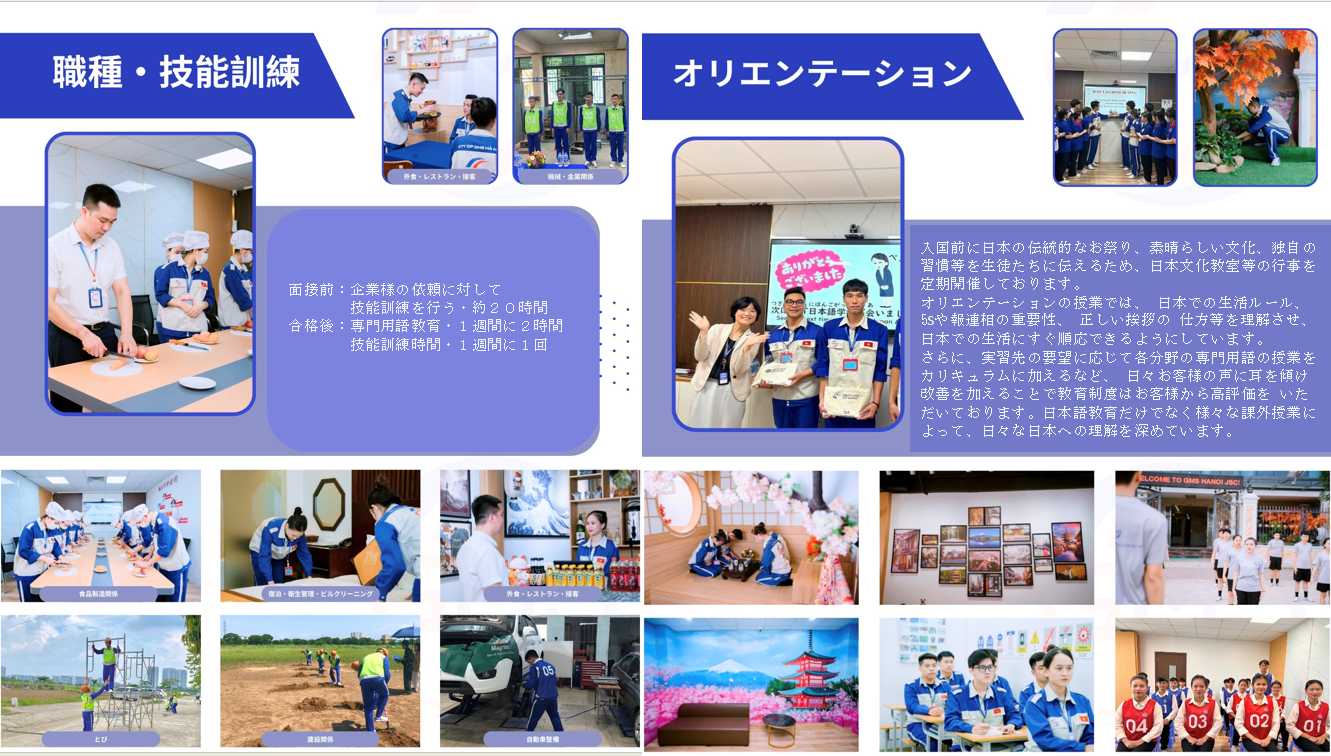 職種・技能訓練
外食・レストラン・接客
機械・金属関係
面接前：企業様の依頼に対して
技能訓練を行う・約２０時間
合格後：専門用語教育・１週間に２時間
技能訓練時間・１週間に１回
食品製造関係
宿泊・衛生管理・ビルクリーニング
外食・レストラン・接客
とび
建設関係
05
自動車整備
オリエンテーション
ありがとう
ございました
入国前に日本の伝統的なお祭り、素晴らしい文化、独自の
習慣等を生徒たちに伝えるため、日本文化教室等の行事を
定期開催しております。
オリエンテーションの授業では、 日本での生活ルール、
5Sや報連相の重要性、 正しい挨拶の 仕方等を理解させ、
日本での生活にすぐ順応できるようにしています。
さらに、実習先の要望に応じて各分野の専門用語の授業を
カリキュラムに加えるなど、 日々お客様の声に耳を傾け
改善を加えることで教育制度はお客様から高評価を いた
だいております。日本語教育だけでなく様々な課外授業に
よって、日々な日本への理解を深めています。
WELCOME TO GMS HANOI JSC!
04
03
02
01